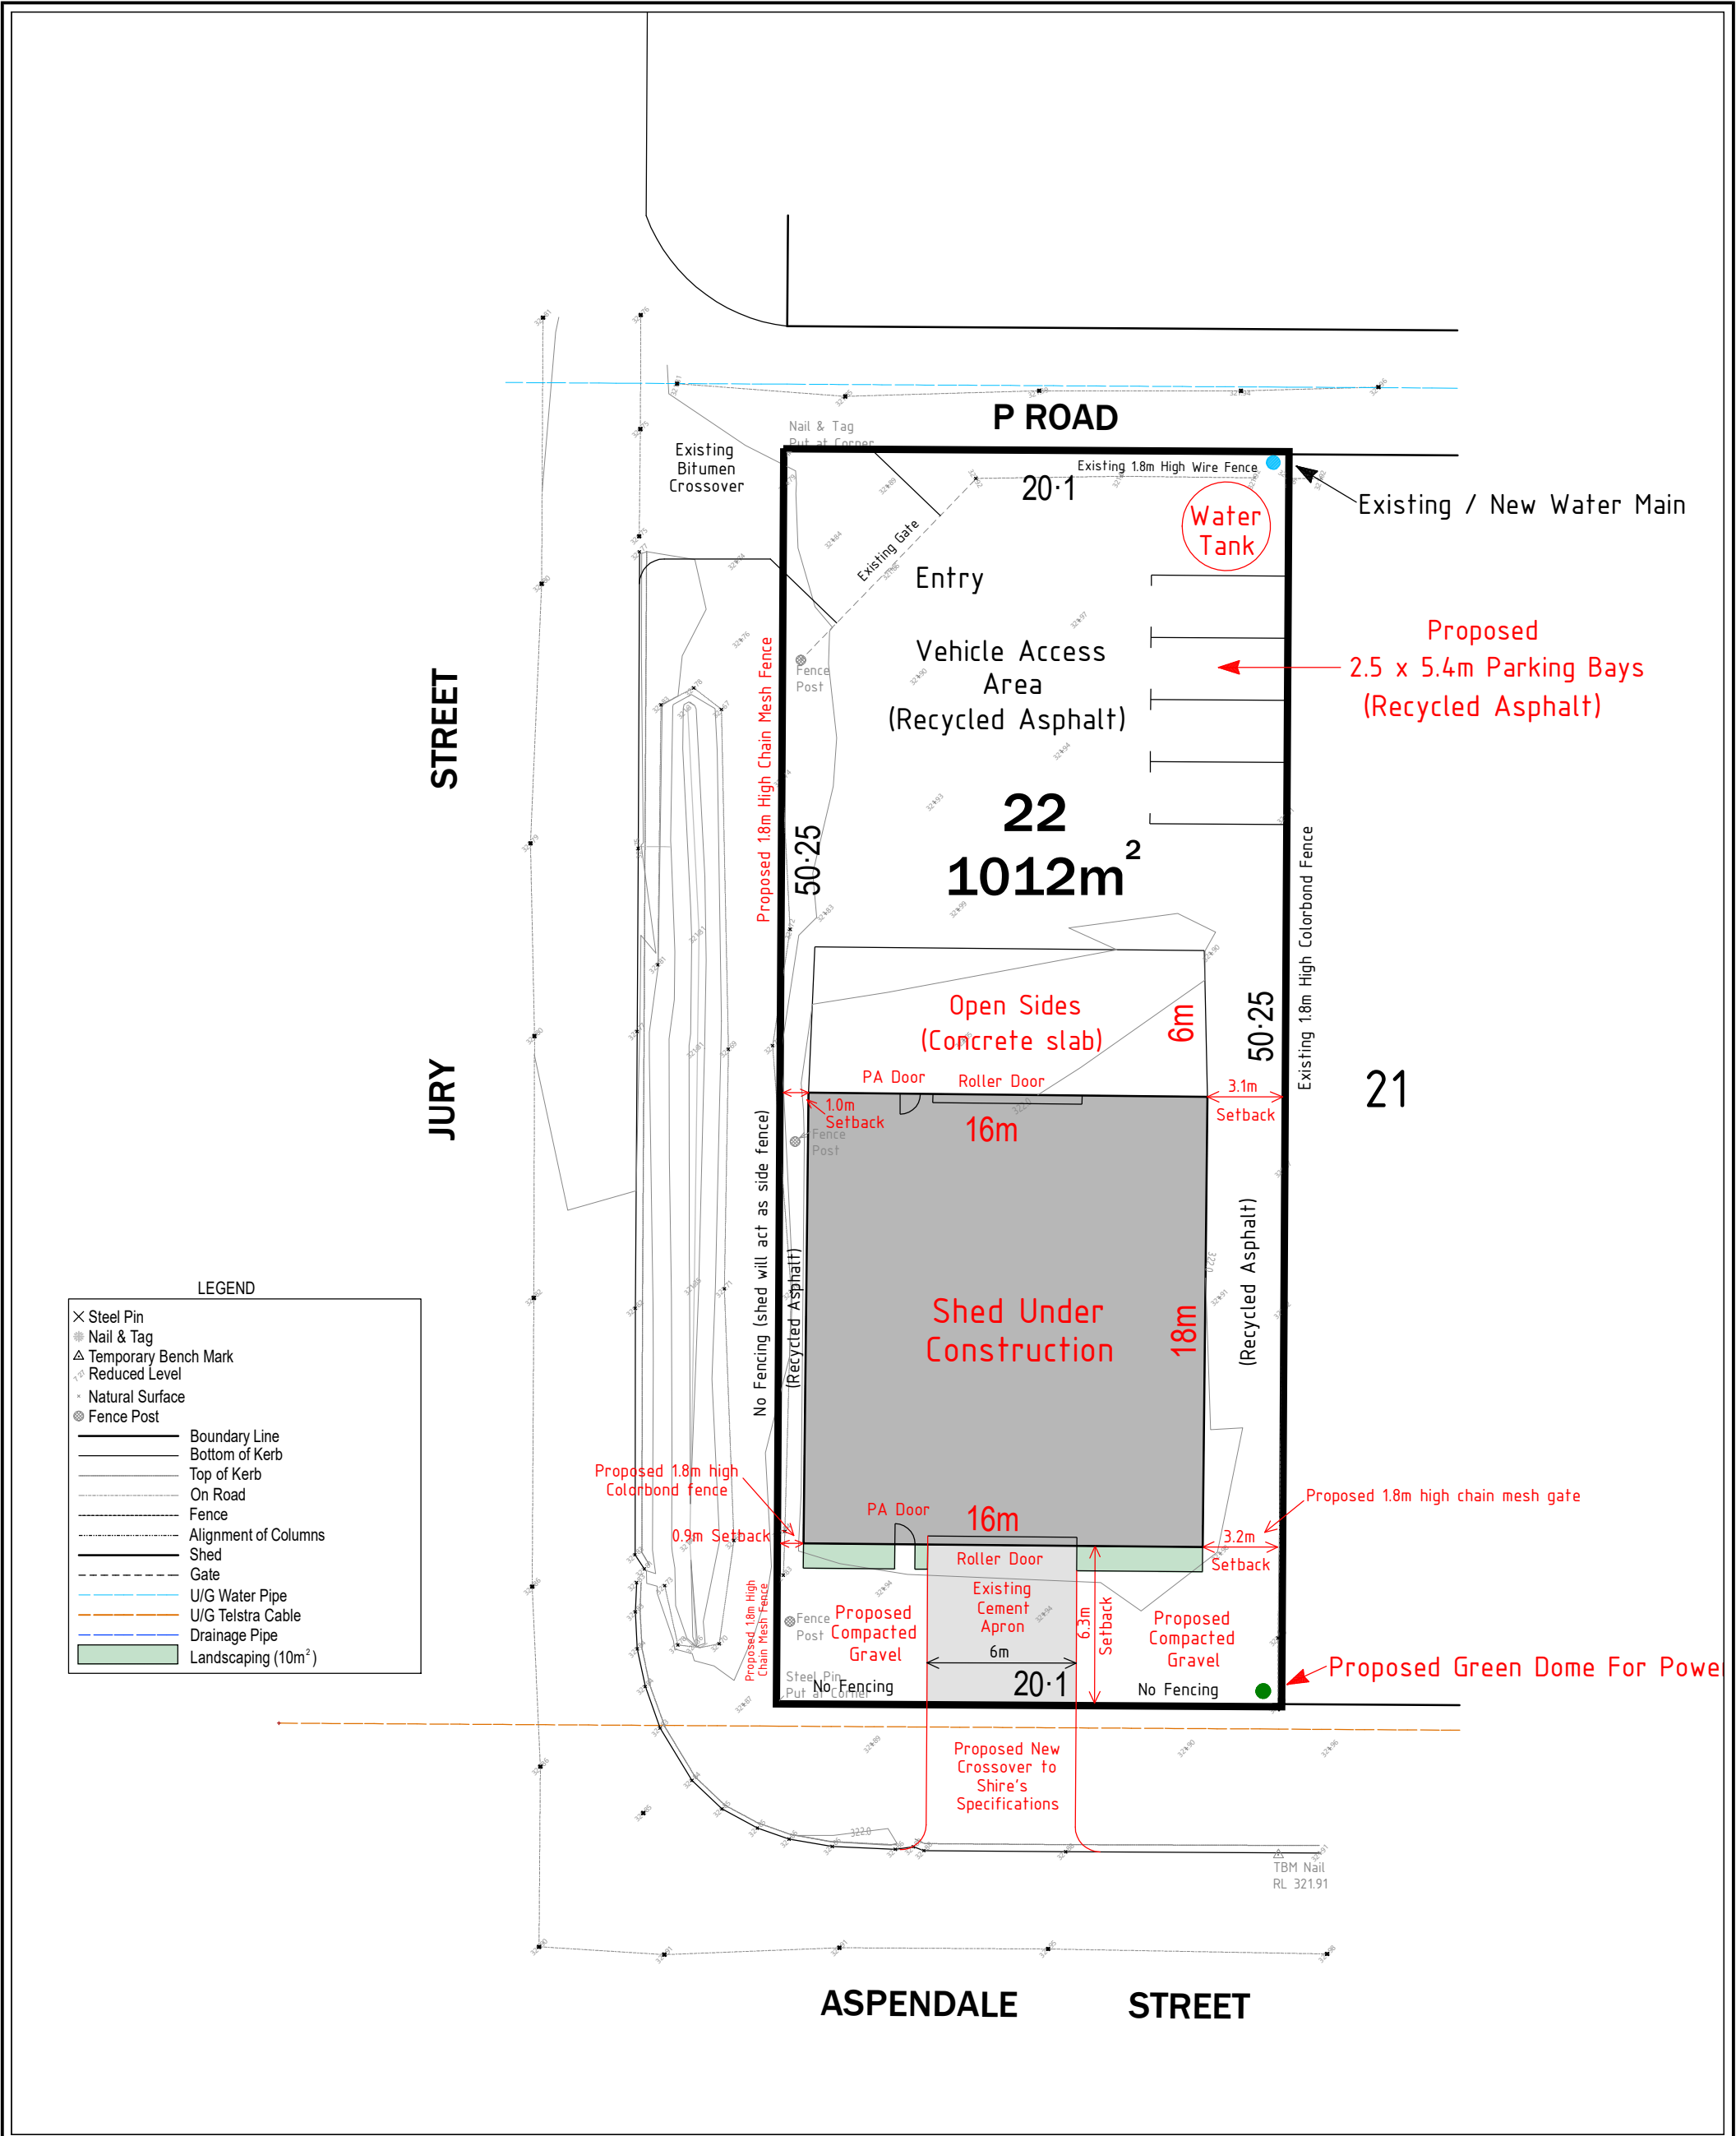 P ROAD
Nail & Tag
Put at Corner
Existing
Bitumen
Crossover
Existing 1.8m High Wire Fence
20·1
Existing / New Water Main
Water
Tank
Existing Gate
Entry
Proposed
2.5 x 5.4m Parking Bays
(Recycled Asphalt)
Vehicle Access
Area
(Recycled Asphalt)
Fence
Post
Proposed 1.8m High Chain Mesh Fence
STREET
JURY
22
1012m²
50·25
50·25
Existing 1.8m High Colorbond Fence
21
Open Sides
(Concrete slab)
6m
PA Door
Roller Door
1.0m
Setback
3.1m
Setback
16m
Fence
Post
No Fencing (shed will act as side fence)
(Recycled Asphalt)
(Recycled Asphalt)
Shed Under
Construction
18m
LEGEND
Steel Pin
Nail & Tag
Temporary Bench Mark
Reduced Level
Natural Surface
Fence Post
Boundary Line
Bottom of Kerb
Top of Kerb
On Road
Fence
Alignment of Columns
Shed
Gate
U/G Water Pipe
U/G Telstra Cable
Drainage Pipe
Landscaping (10m²)
Proposed 1.8m high
Colorbond fence
Proposed 1.8m high chain mesh gate
PA Door
16m
0.9m Setback
3.2m
Setback
Roller Door
Existing
Cement
Apron
6m
6.3m
Setback
Proposed 1.8m High
Chain Mesh Fence
Fence
Post
Proposed
Compacted
Gravel
Proposed
Compacted
Gravel
Steel Pin
Put at Corner
No Fencing
20·1
No Fencing
Proposed Green Dome For Power
Proposed New
Crossover to
Shire's
Specifications
322.0
322.0
322.0
TBM Nail
RL 321.91
ASPENDALE STREET